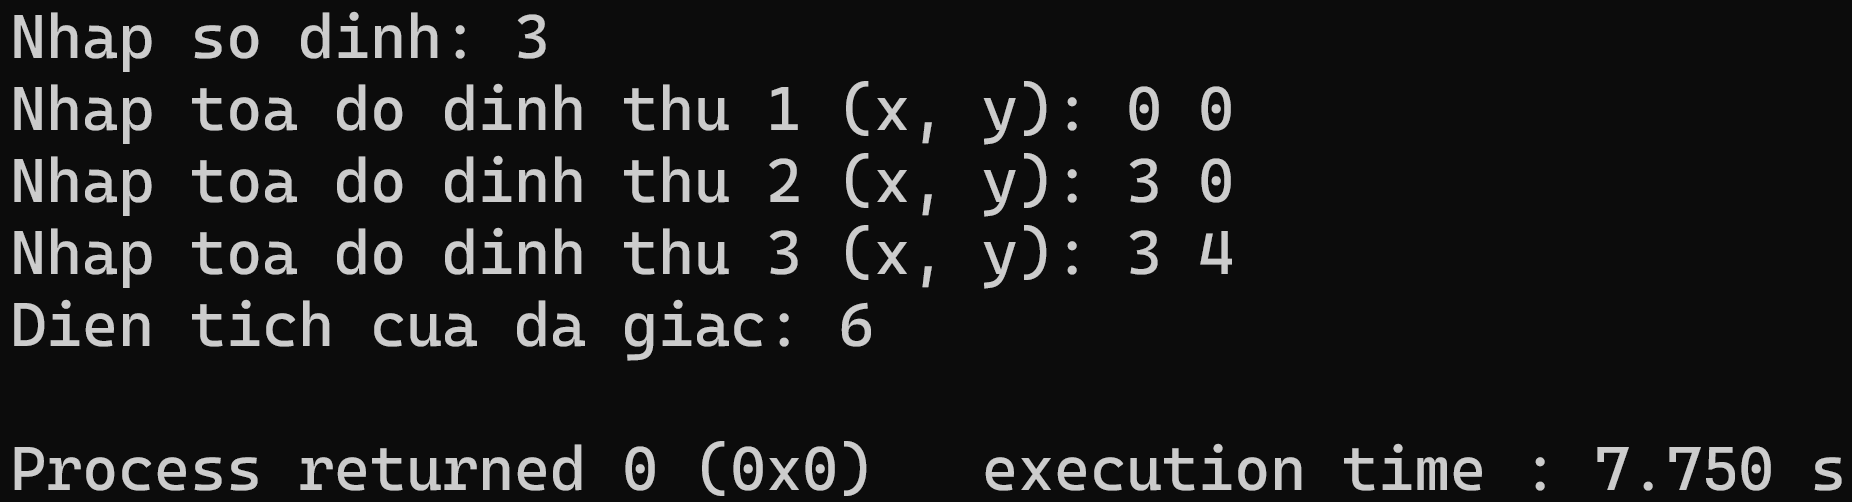 Nhap so dinh: 3
Nhap toa do dinh thu 1 (x, y): 0 0
Nhap toa do dinh thu 2 (x, y): 3 0
Nhap toa do dinh thu 3 (x, y): 3 4
Dien tich cua da giac: 6
Process returned 0 (0x0)   execution time : 7.750 s